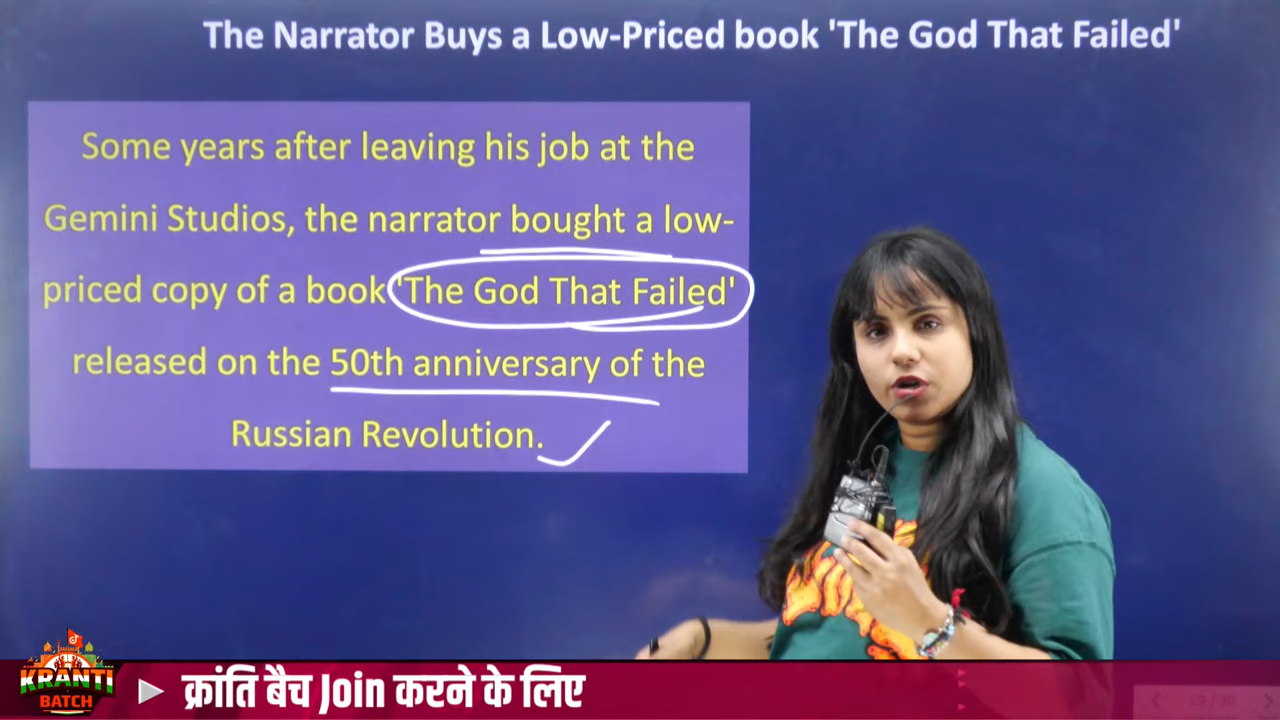 The Narrator Buys a Low-Priced book 'The God That Failed'
Some years after leaving his job at the
Gemini Studios, the narrator bought a low-
priced copy of a book 'The God That Failed'
released on the 50th anniversary of the
Russian Revolution.
KRANTI
BATCH
क्रांति बैच Join करने के लिए
29 / 30